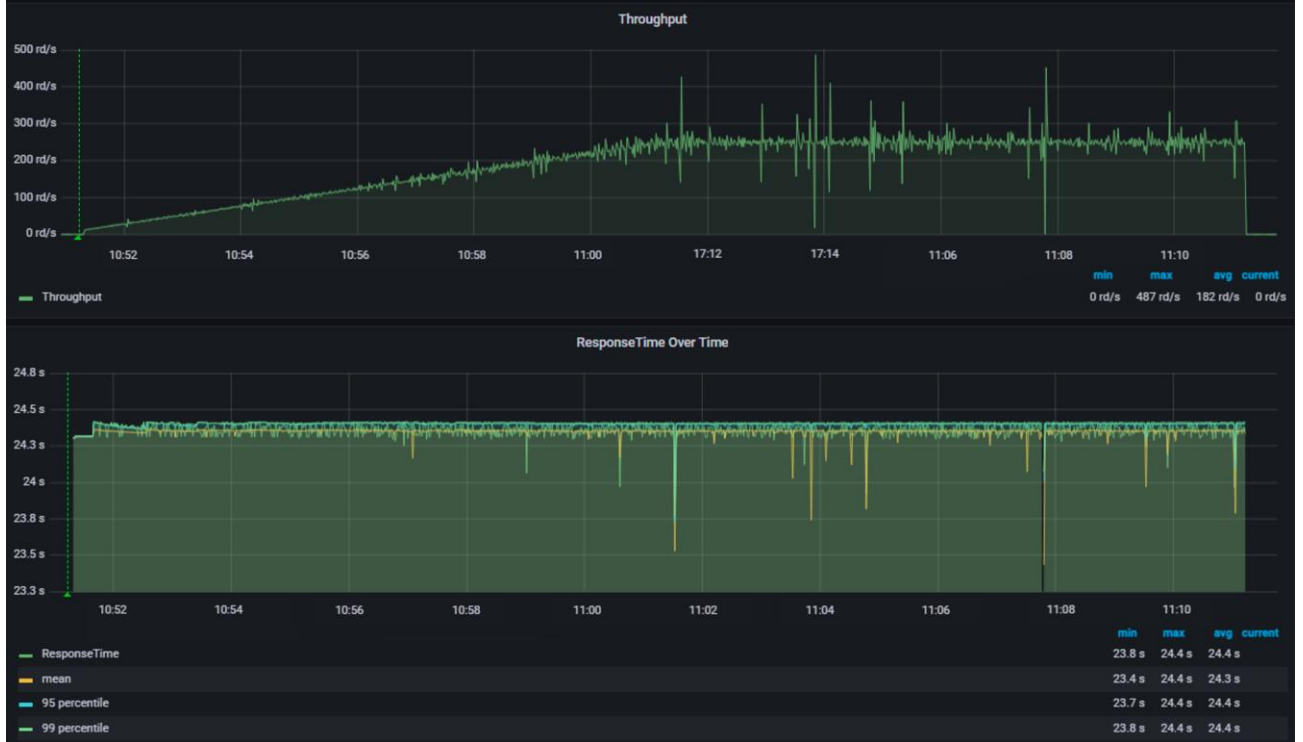 Throughput
500 rd/s
400 rd/s
300 rd/s
200 rd/s
100 rd/s
0 rd/s
10:52 10:54 10:56 10:58 11:00 17:12 17:14 11:06 11:08 11:10
min max avg current
Throughput 0 rd/s 487 rd/s 182 rd/s 0 rd/s
ResponseTime Over Time
24.8 s
24.5 s
24.3 s
24 s
23.8 s
23.5 s
23.3 s
10:52 10:54 10:56 10:58 11:00 11:02 11:04 11:06 11:08 11:10
min max avg current
ResponseTime 23.8 s 24.4 s 24.4 s
mean 23.4 s 24.4 s 24.3 s
95 percentile 23.7 s 24.4 s 24.4 s
99 percentile 23.8 s 24.4 s 24.4 s